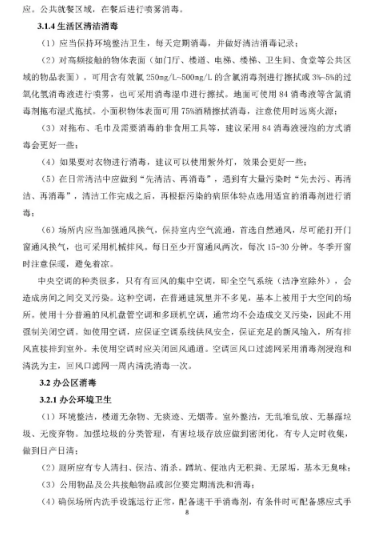 应。公共就餐区域，在餐后进行喷雾消毒。
3.1.4 生活区清洁消毒
（1）应当保持环境整洁卫生，每天定期消毒，并做好清洁消毒记录；
（2）对高频接触的物体表面（如门厅、楼道、电梯、楼梯、卫生间、食堂等公共区
域的物品表面），可用含有效氯 250mg/L~500mg/L 的含氯消毒剂进行擦拭或 3%~5%的过
氧化氢消毒液进行喷雾，也可采用消毒湿巾进行擦拭。地面可使用 84 消毒液等含氯消
毒剂拖布湿式拖拭，小面积物体表面可用 75%酒精擦拭消毒，注意使用时远离火源；
（3）对拖布、毛巾及需要消毒的非食用工具等，建议采用 84 消毒液浸泡的方式消
毒会更好一些；
（4）如果要对衣物进行消毒，建议可以使用紫外灯，效果会更好一些；
（5）在日常清洁中应做到“先清洁、再消毒”，遇到有大量污染时“先去污、再清
洁、再消毒”，清洁工作完成之后，再根据污染的病原体特点选用适宜的消毒剂进行消
毒；
（6）场所内应当加强通风换气，保持室内空气流通，首选自然通风，尽可能打开门
窗通风换气，也可采用机械排风，每日至少开窗通风两次，每次 15-30 分钟。冬季开窗
时注意保暖，避免着凉。
中央空调的种类很多，只有有回风的集中空调，即全空气系统（洁净室除外），会
造成房间之间交叉污染。这种空调，在普通建筑里并不多见，基本上被用于大空间的场
所。使用十分普遍的风机盘管空调和多联机空调，通常均不会造成交叉污染，因此不用
强制关闭空调。如使用空调，应保证空调系统供风安全，保证充足的新风输入，所有排
风直接排到室外。未使用空调时应关闭回风通道。空调回风口过滤网采用消毒剂浸泡和
清洗为主，回风口滤网一周内清洗消毒一次。
3.2 办公区消毒
3.2.1 办公环境卫生
（1）环境整洁，楼道无杂物、无痰迹、无烟蒂。室外整洁，无乱堆乱放、无暴露垃
圾、无废弃物。加强垃圾的分类管理，有害垃圾存放应做到密闭化，有专人定时收集，
做到日产日清；
（2）厕所应有专人清扫、保洁、消杀。蹲坑、便池内无积粪、无尿垢，基本无臭味；
（3）公用物品及公共接触物品或部位要定期清洗和消毒；
（4）确保场所内洗手设施运行正常，配备速干手消毒剂，有条件时可配备感应式手
8